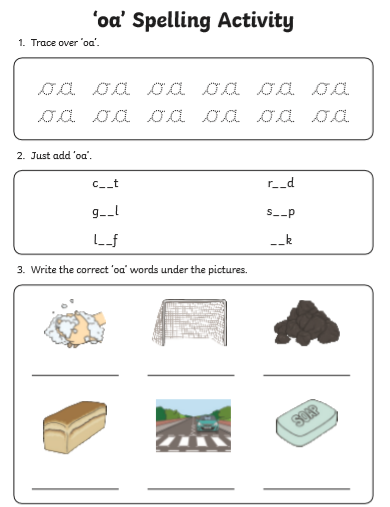 ‘oa’ Spelling Activity
1. Trace over ‘oa’.
oa oa oa oa oa oa
oa oa oa oa oa oa
2. Just add ‘oa’.
c__t r__d
g__l s__p
l__f __k
3. Write the correct ‘oa’ words under the pictures.
SOAP